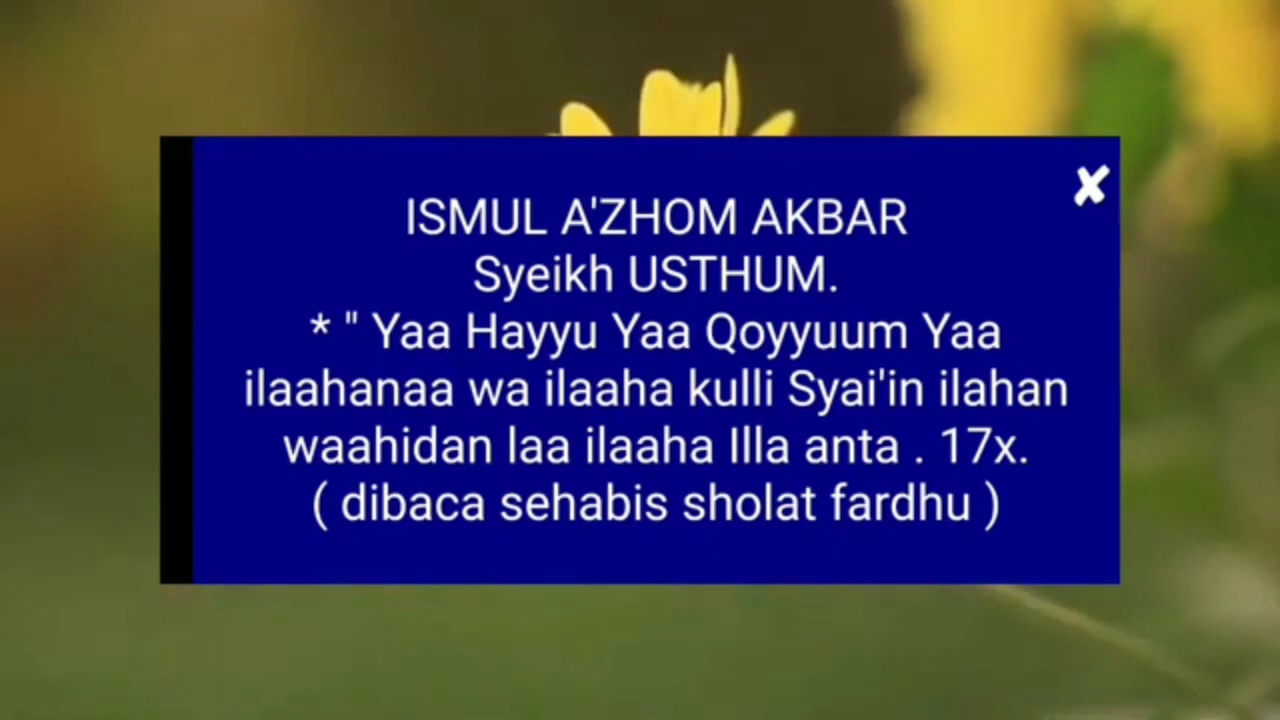 ISMUL A'ZHOM AKBAR
Syeikh USTHUM.
* " Yaa Hayyu Yaa Qoyyuum Yaa
ilaahanaa wa ilaaha kulli Syai'in ilahan
waahidan laa ilaaha Illa anta . 17x.
( dibaca sehabis sholat fardhu )